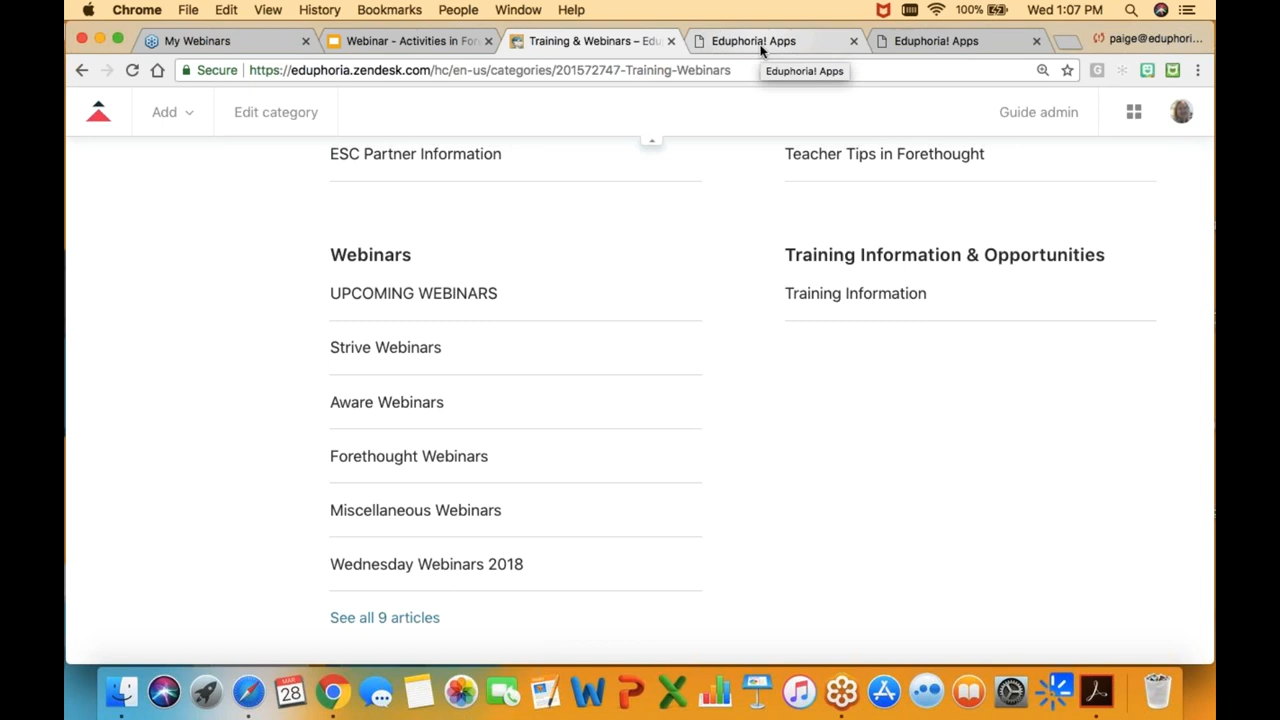 Chrome File Edit View History Bookmarks People Window Help 100% Wed 1:07 PM
My Webinars Webinar - Activities in For Training & Webinars – Edu Eduphoria! Apps Eduphoria! Apps paige@eduphori...
Secure https://eduphoria.zendesk.com/hc/en-us/categories/201572747-Training-Webinars
Eduphoria! Apps
Add Edit category Guide admin
ESC Partner Information
Teacher Tips in Forethought
Webinars
UPCOMING WEBINARS
Strive Webinars
Aware Webinars
Forethought Webinars
Miscellaneous Webinars
Wednesday Webinars 2018
See all 9 articles
Training Information & Opportunities
Training Information
MAR
28